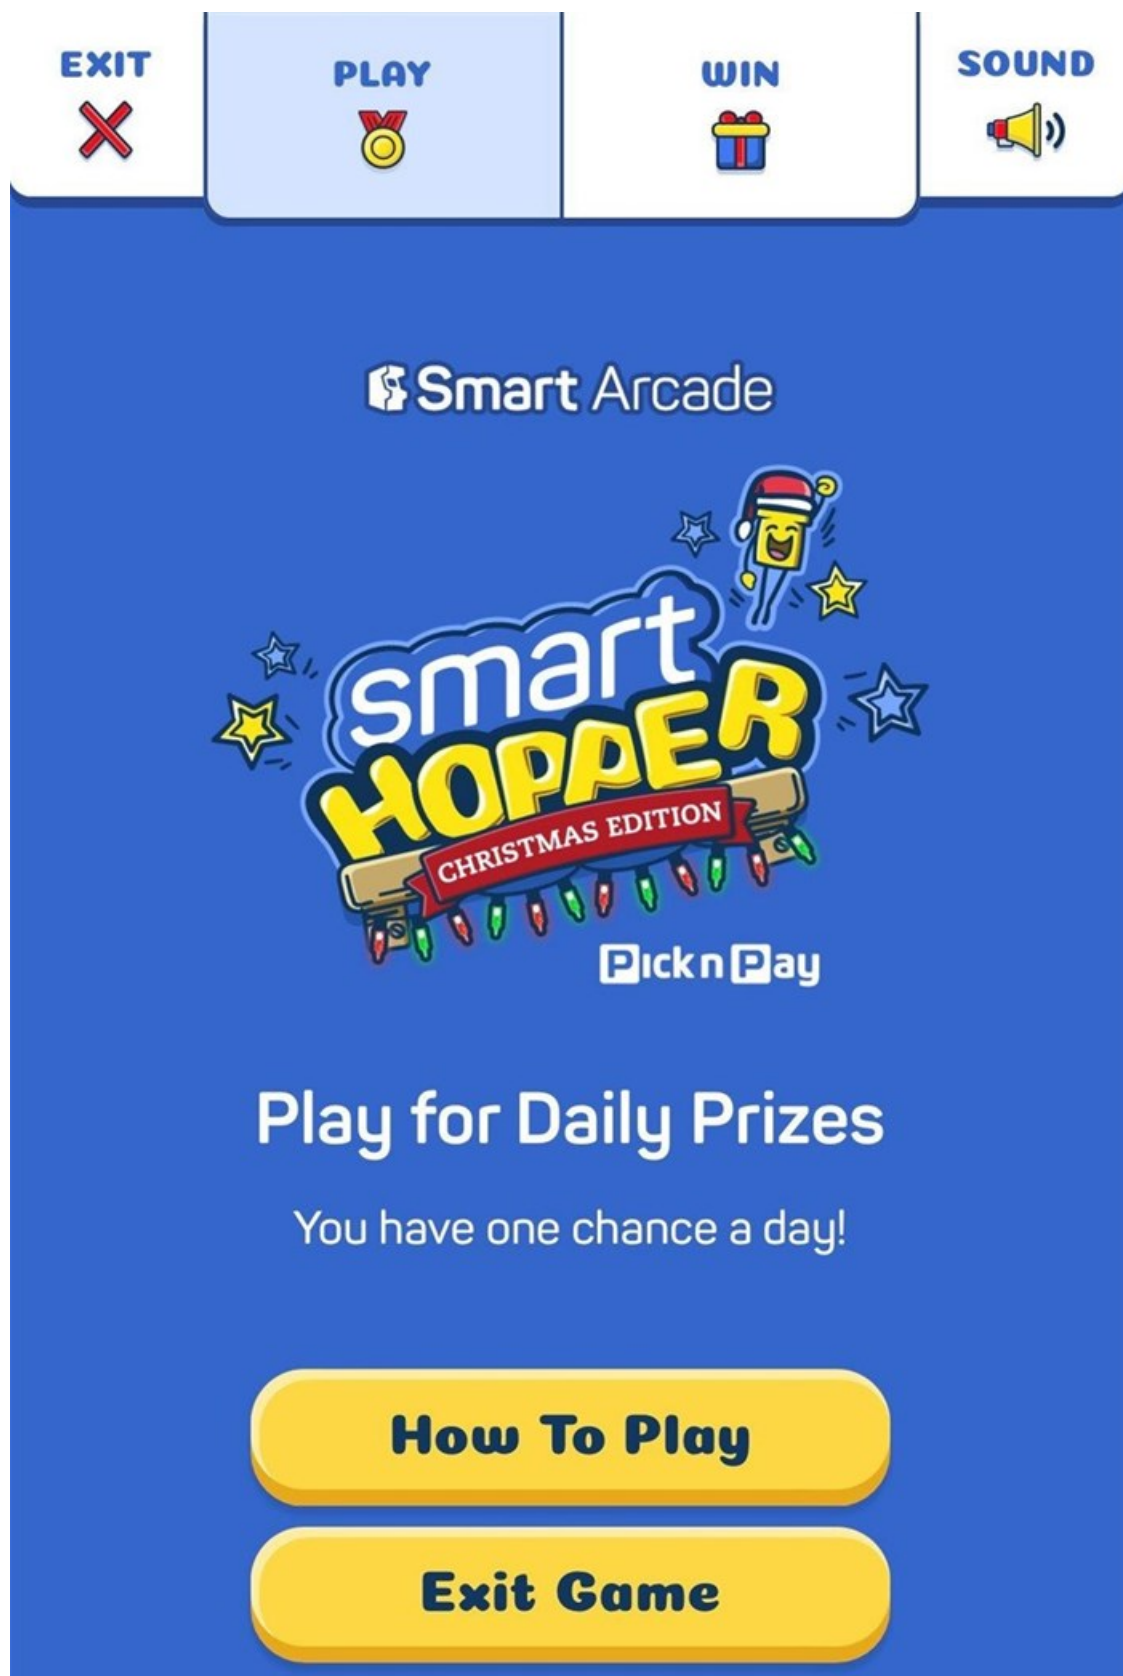 EXIT
PLAY
WIN
SOUND
Smart Arcade
smart
HOPPER
CHRISTMAS EDITION
Pick n Pay
Play for Daily Prizes
You have one chance a day!
How To Play
Exit Game